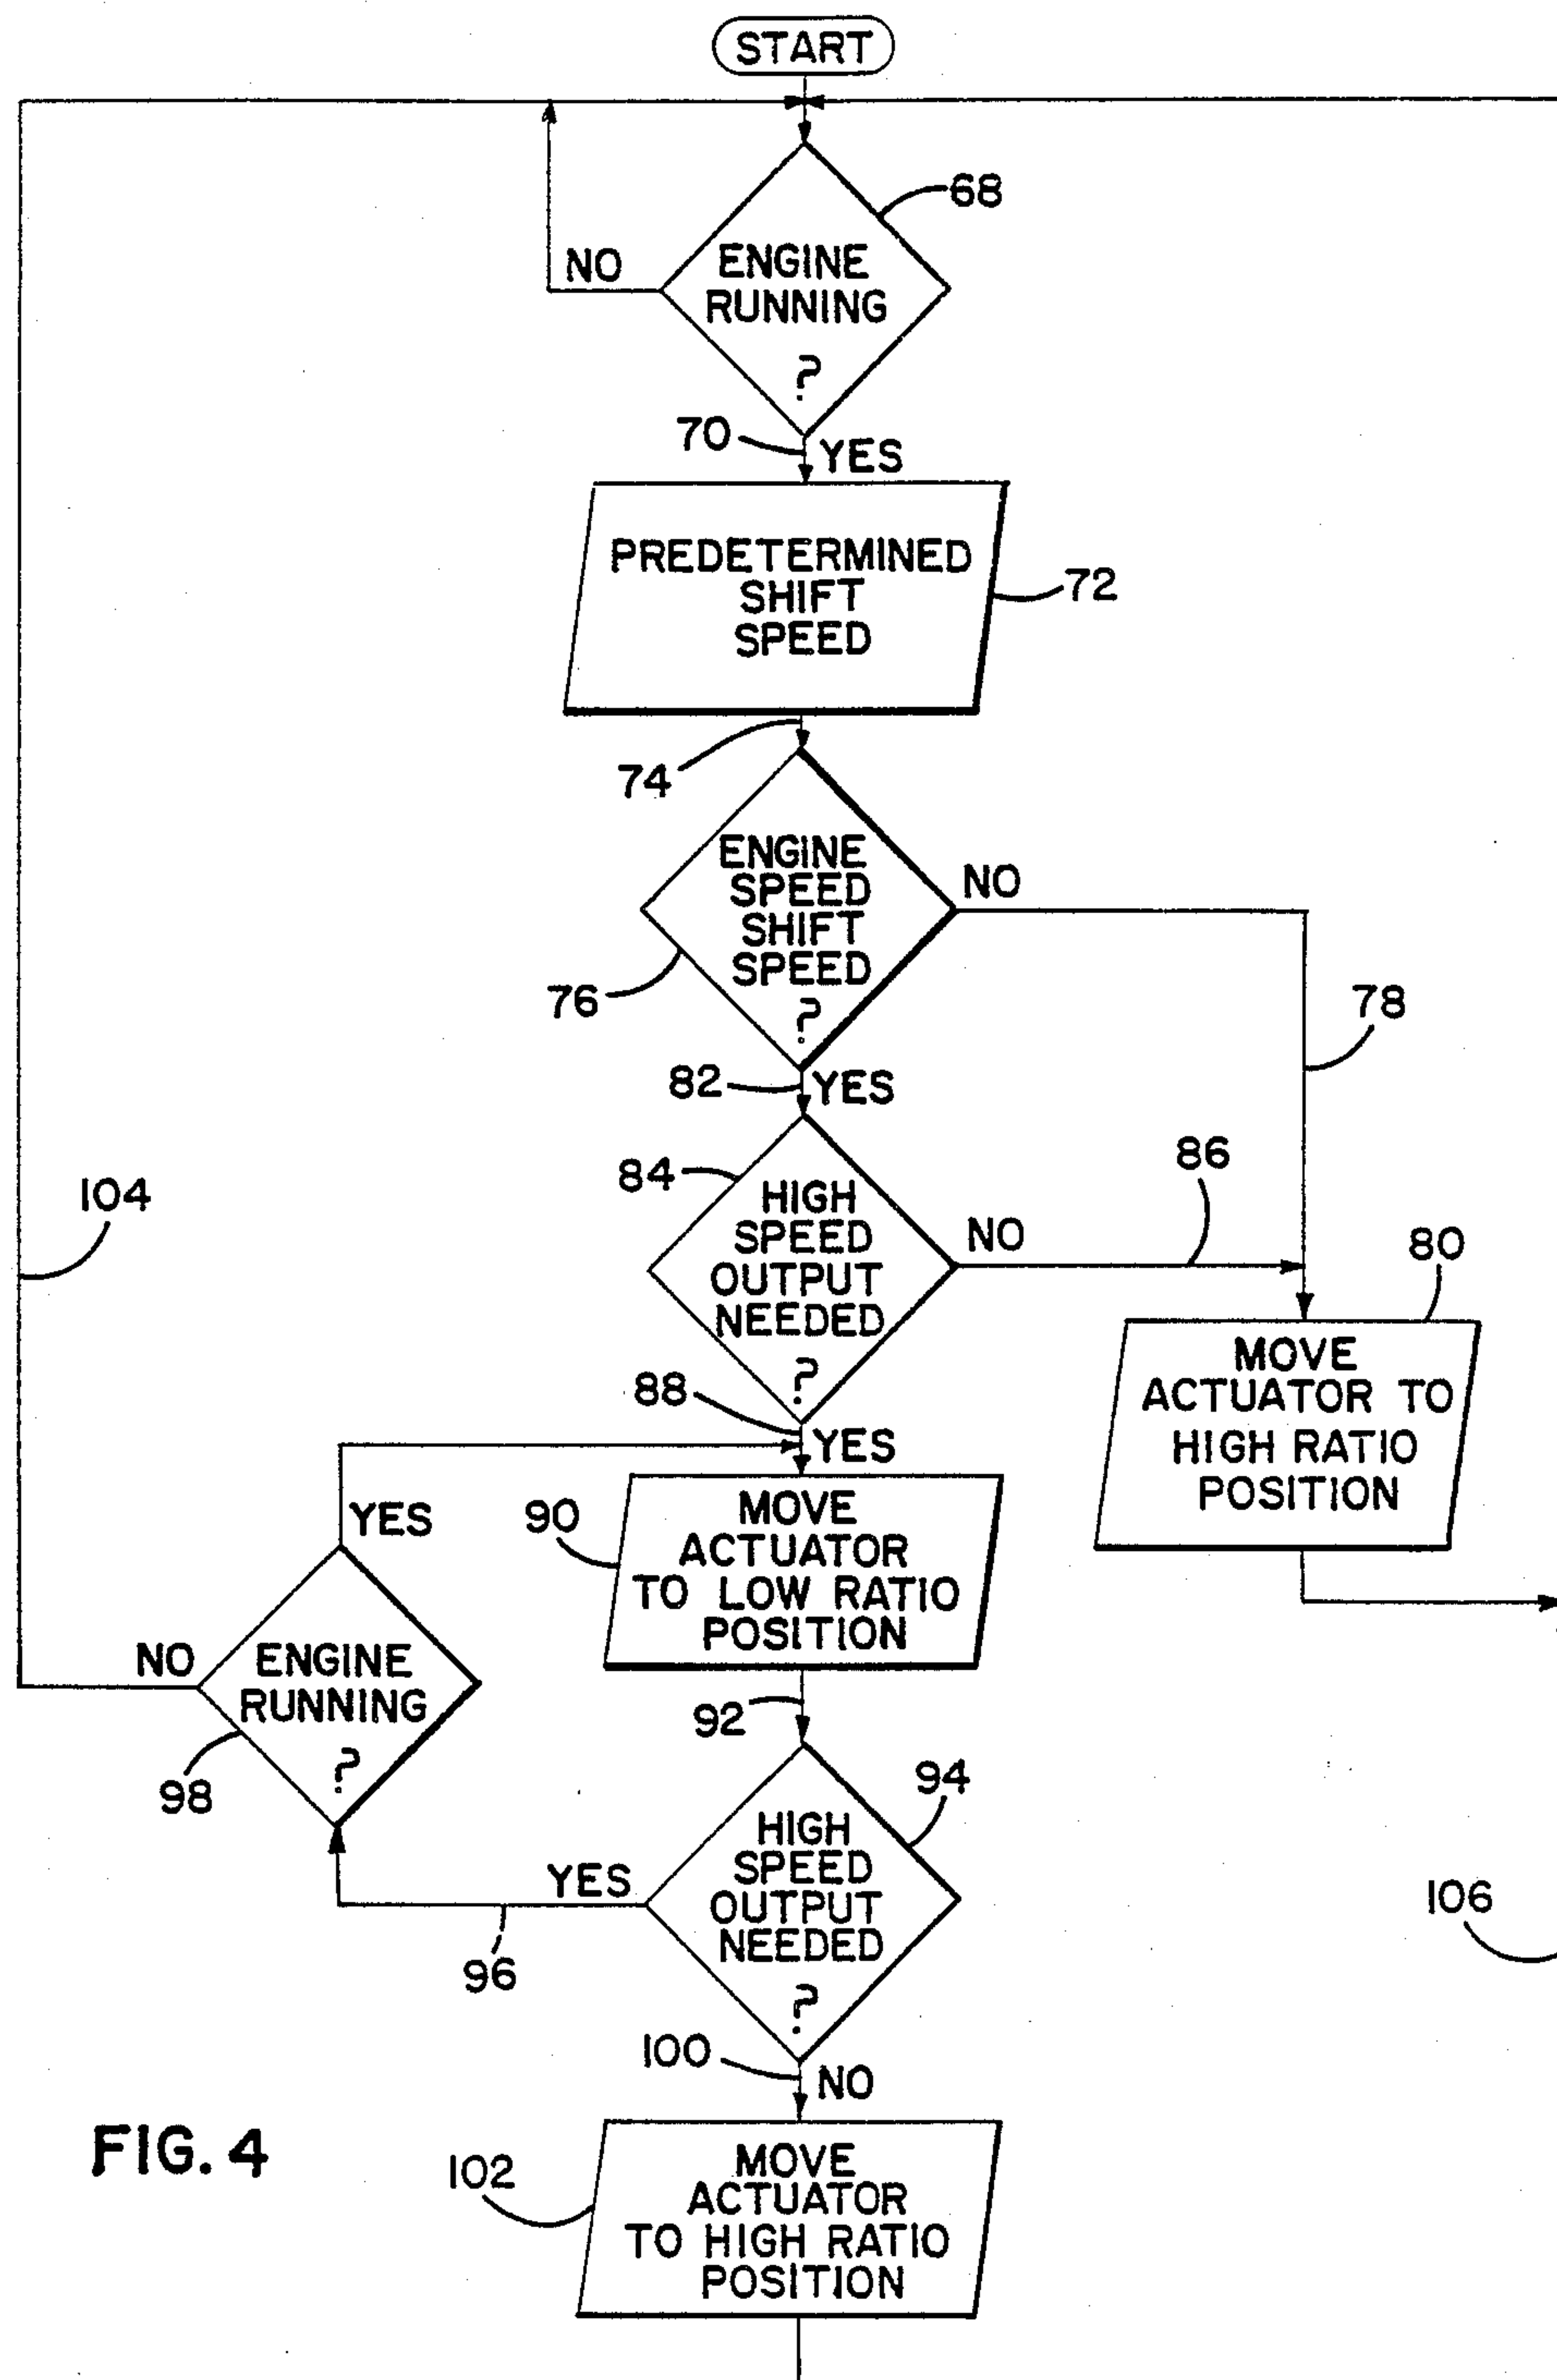 START
68
NO
ENGINE
RUNNING
?
70
YES
PREDETERMINED
SHIFT
SPEED
72
74
ENGINE
SPEED
SHIFT
SPEED
?
NO
76
78
82
YES
84
HIGH
SPEED
OUTPUT
NEEDED
?
NO
86
104
80
MOVE
ACTUATOR TO
HIGH RATIO
POSITION
88
YES
YES
90
MOVE
ACTUATOR
TO LOW RATIO
POSITION
NO
ENGINE
RUNNING
?
92
98
94
HIGH
SPEED
OUTPUT
NEEDED
?
YES
96
106
100
NO
FIG. 4
102
MOVE
ACTUATOR
TO HIGH RATIO
POSITION